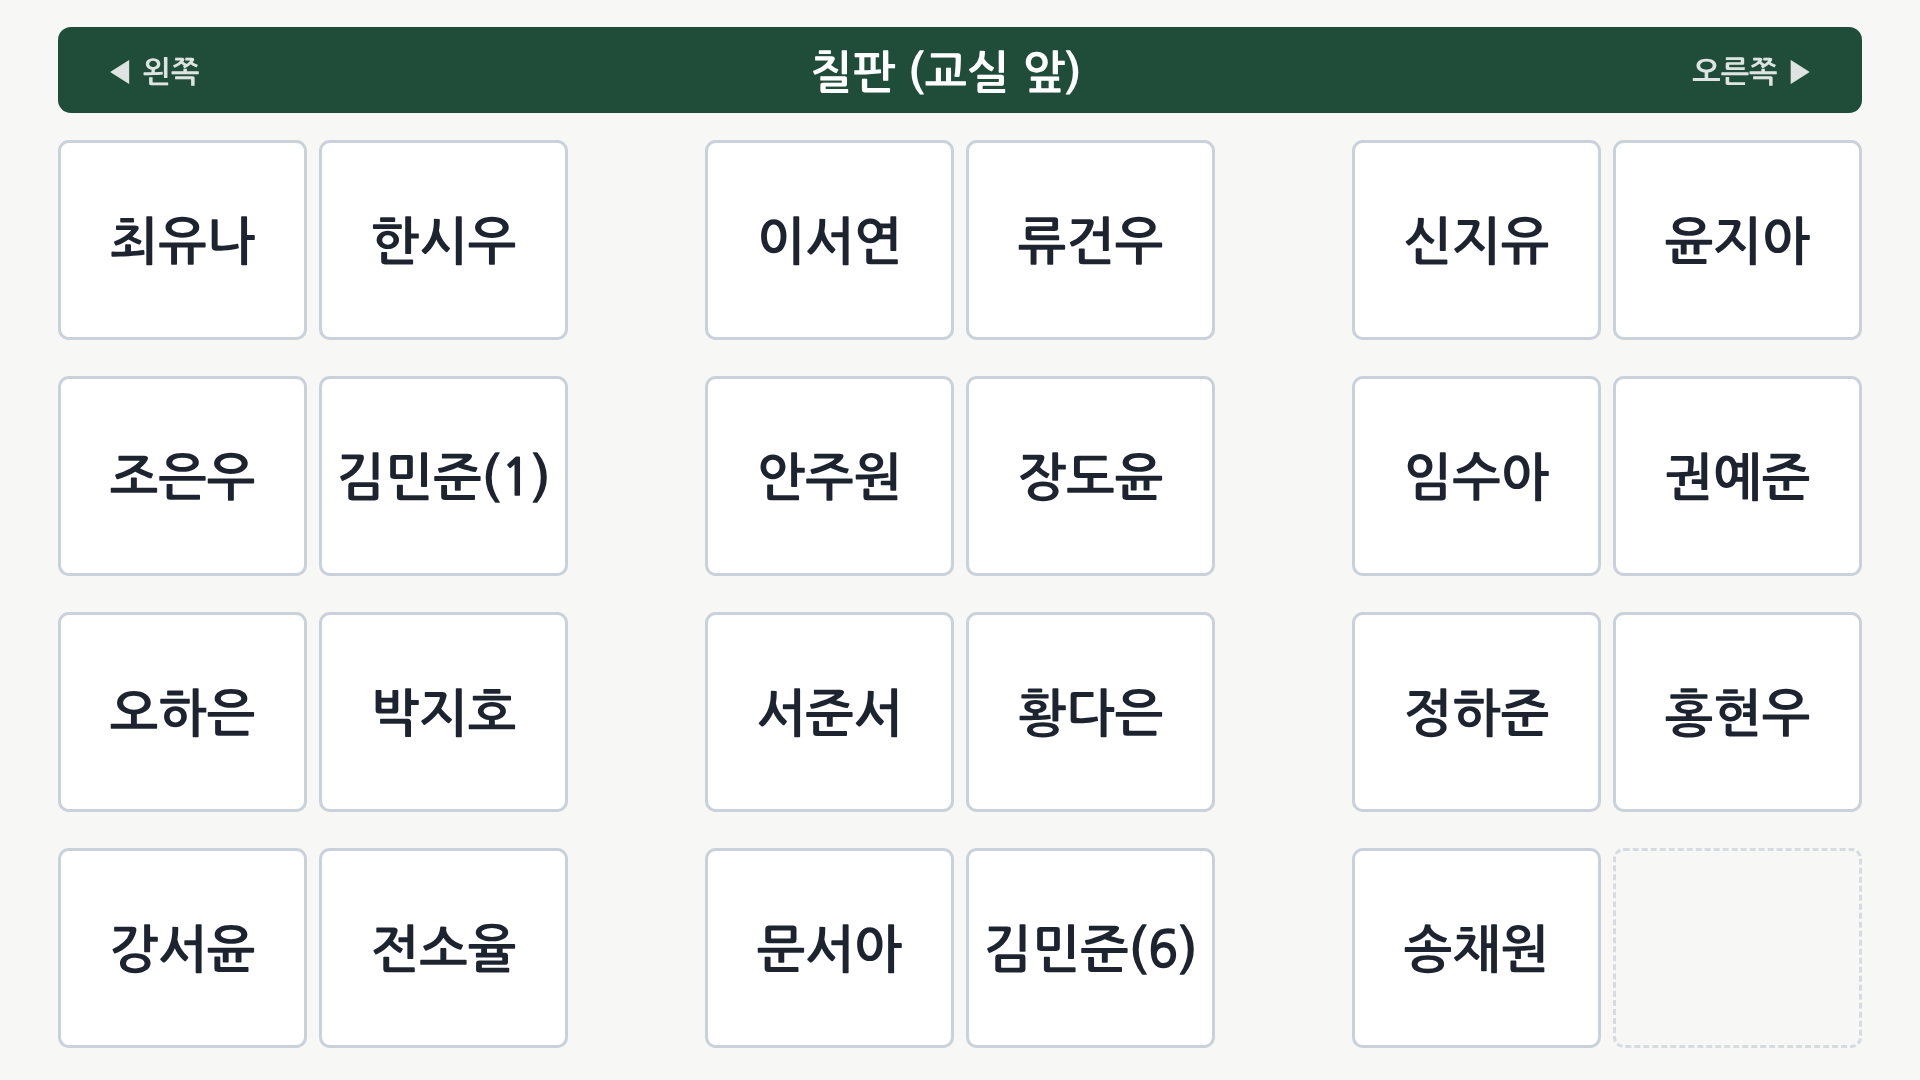 ◀ 왼쪽 칠판 (교실 앞) 오른쪽 ▶
최유나 한시우 이서연 류건우 신지유 윤지아
조은우 김민준(1) 안주원 장도윤 임수아 권예준
오하은 박지호 서준서 황다은 정하준 홍현우
강서윤 전소율 문서아 김민준(6) 송채원